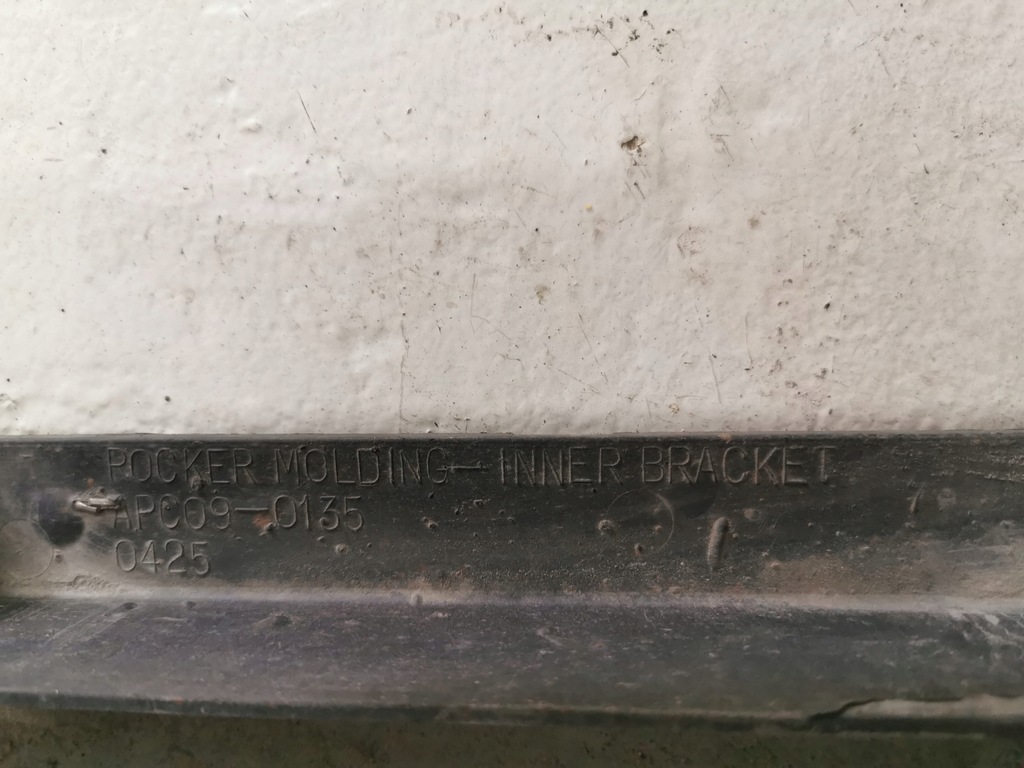 ROCKER MOLDING- INNER BRACKET
APC09-0135
0425